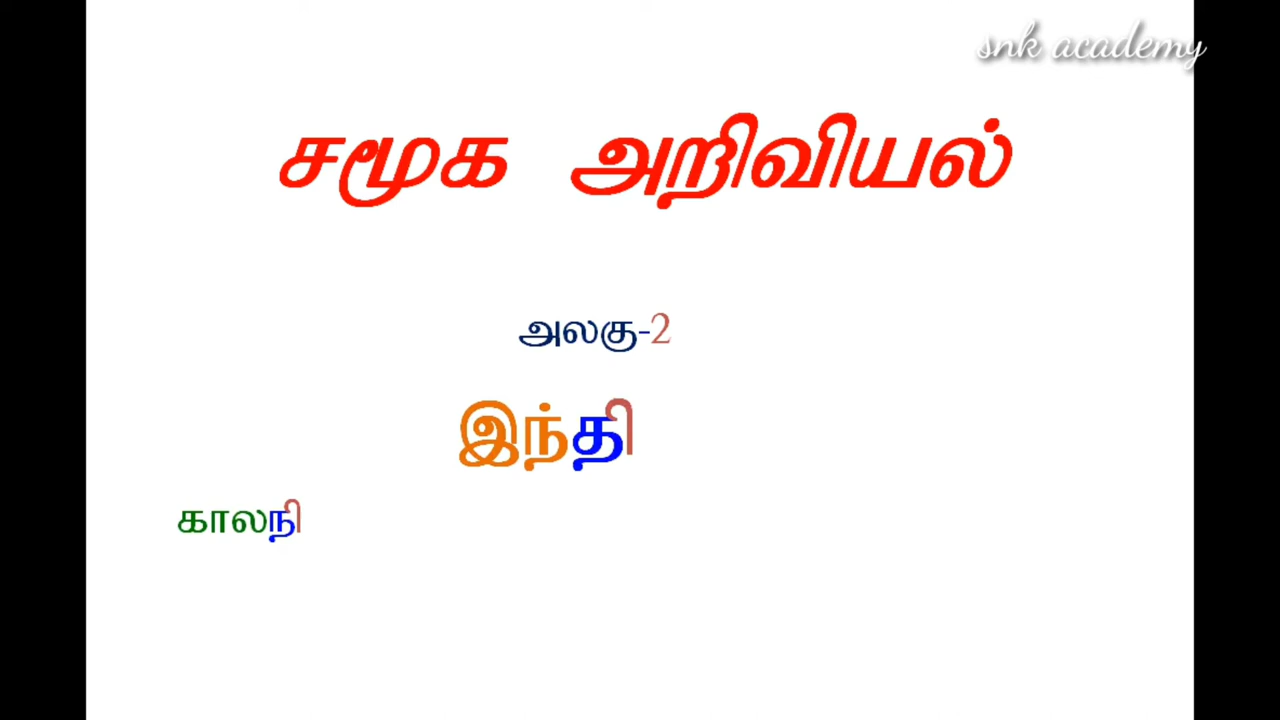 snk academy
சமூக அறிவியல்
அலகு-2
இந்தி
காலநி